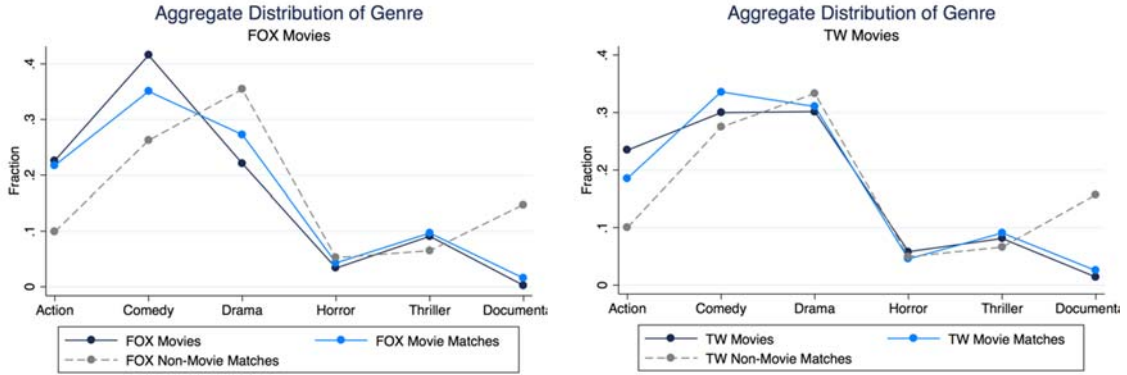 Aggregate Distribution of Genre
FOX Movies
Fraction
.4
.3
.2
.1
0
Action Comedy Drama Horror Thriller Documenta
FOX Movies FOX Movie Matches
FOX Non-Movie Matches
Aggregate Distribution of Genre
TW Movies
Fraction
.4
.3
.2
.1
0
Action Comedy Drama Horror Thriller Documenta
TW Movies TW Movie Matches
TW Non-Movie Matches